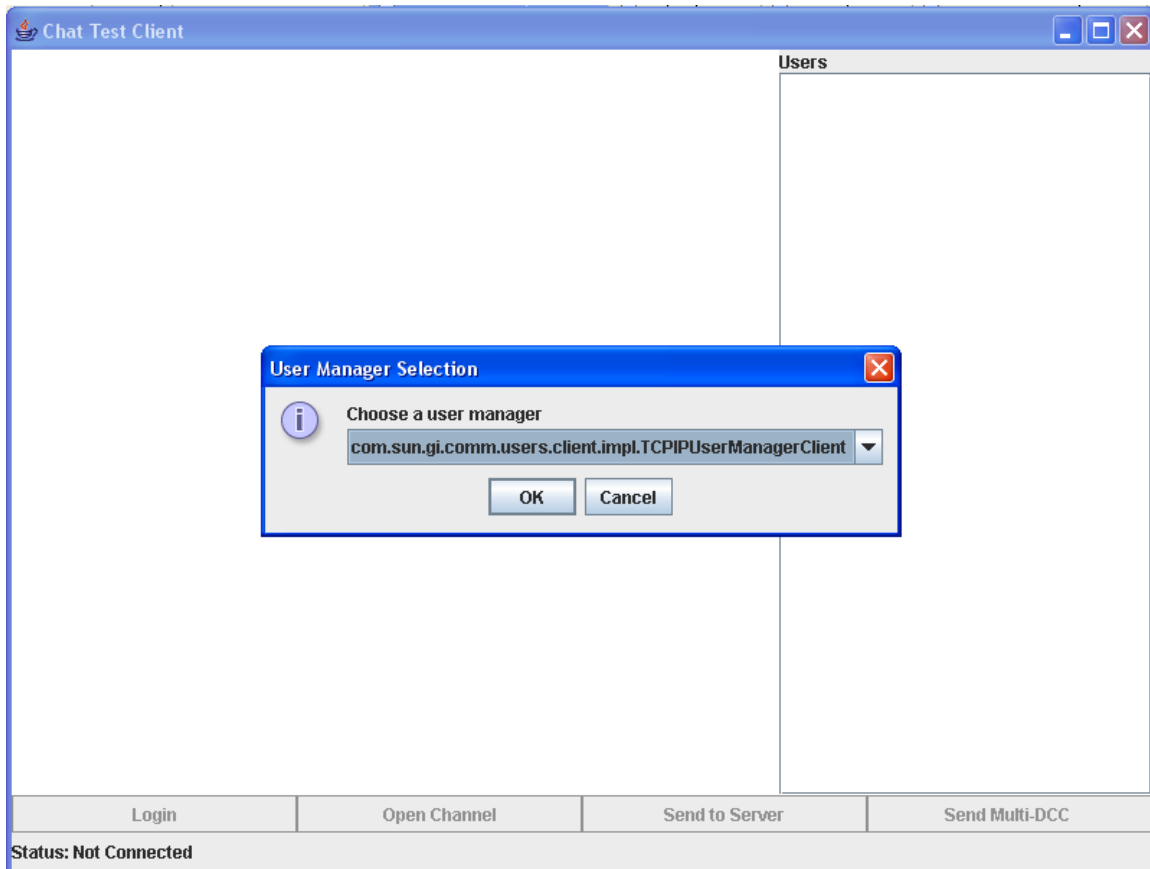 Chat Test Client
Users
User Manager Selection
Choose a user manager
com.sun.gi.comm.users.client.impl.TCPIPUserManagerClient
OK Cancel
Login Open Channel Send to Server Send Multi-DCC
Status: Not Connected